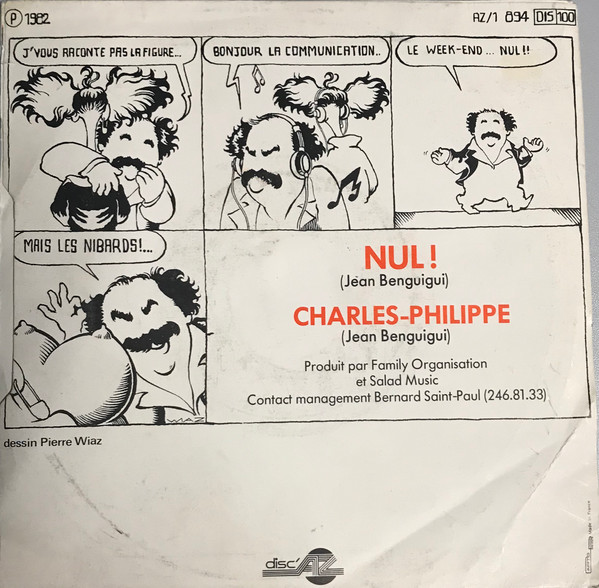 Ⓟ 1982
AZ/1 894 DIS 100
J'VOUS RACONTE PAS LA FIGURE...
BONJOUR LA COMMUNICATION..
LE WEEK-END... NUL!!
MAIS LES NIBARDS!...
NUL!
(Jean Benguigui)
CHARLES-PHILIPPE
(Jean Benguigui)
Produit par Family Organisation
et Salad Music
Contact management Bernard Saint-Paul (246.81.33)
dessin Pierre Wiaz
disc'AZ